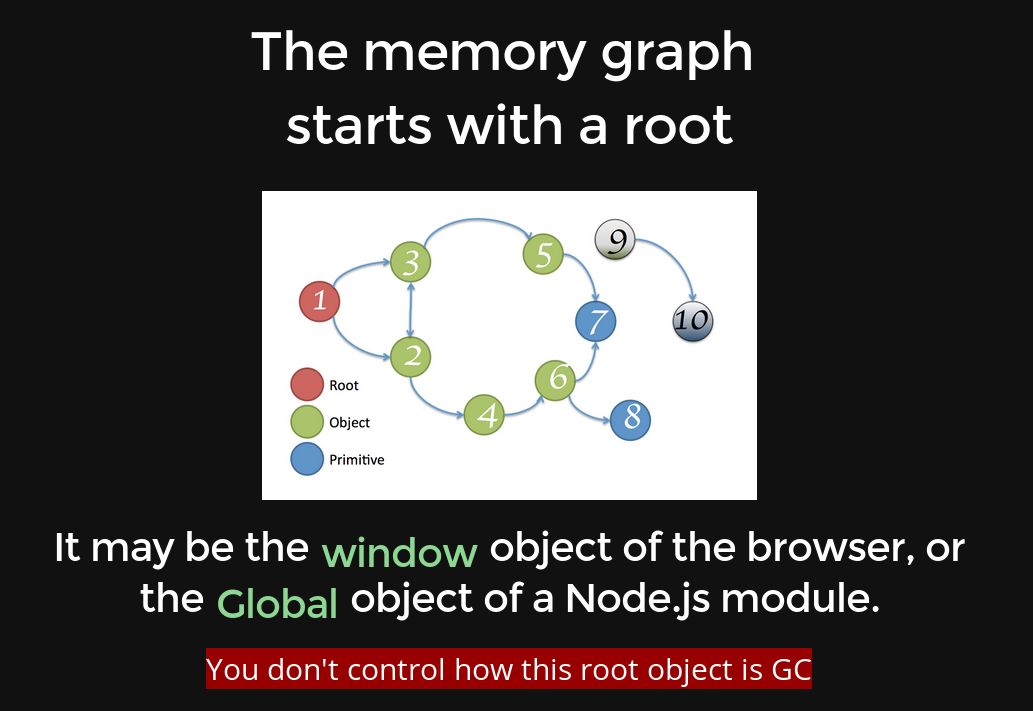 The memory graph
starts with a root
3
5
9
1
7
10
2
6
Root
4
8
Object
Primitive
It may be the window object of the browser, or
the Global object of a Node.js module.
You don't control how this root object is GC